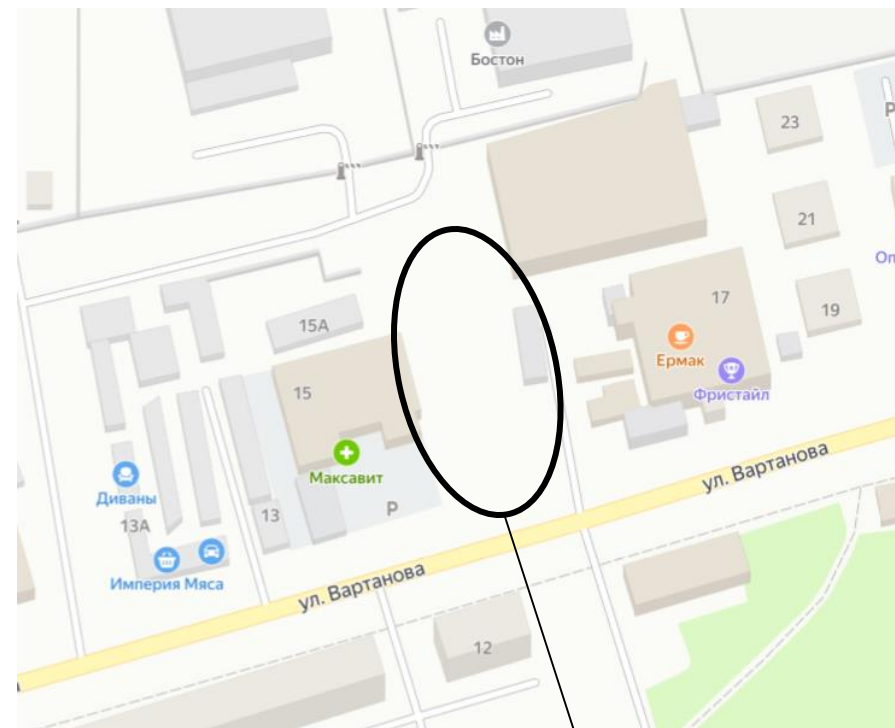 Бостон
23
P
21
Оп
17
19
15А
Ермак
15
Фристайл
Максавит
ул. Вартанова
Диваны
P
13
13А
Империя Мяса
ул. Вартанова
12